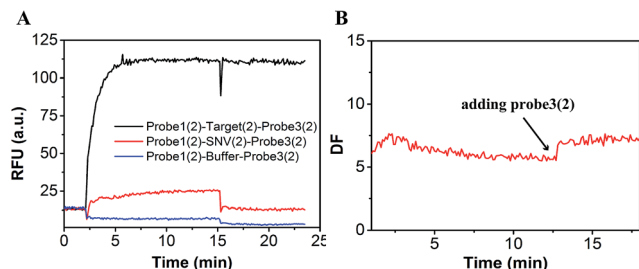 A
RFU (a.u.)
125
100
75
50
25
Probe1(2)-Target(2)-Probe3(2)
Probe1(2)-SNV(2)-Probe3(2)
Probe1(2)-Buffer-Probe3(2)
0 5 10 15 20 25
Time (min)
B
DF
15
10
5
0
adding probe3(2)
5 10 15
Time (min)